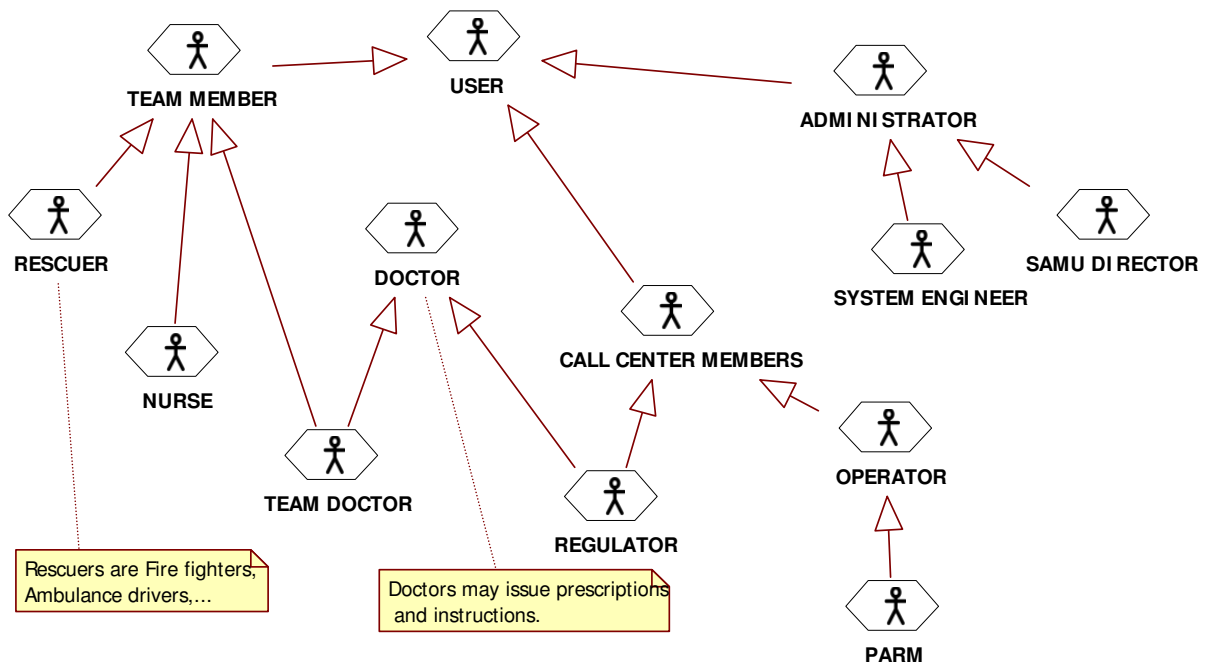 USER
TEAM MEMBER
ADMINISTRATOR
RESCUER
DOCTOR
SAMU DIRECTOR
SYSTEM ENGINEER
CALL CENTER MEMBERS
NURSE
OPERATOR
TEAM DOCTOR
REGULATOR
Rescuers are Fire fighters,
Ambulance drivers,...
Doctors may issue prescriptions
and instructions.
PARM